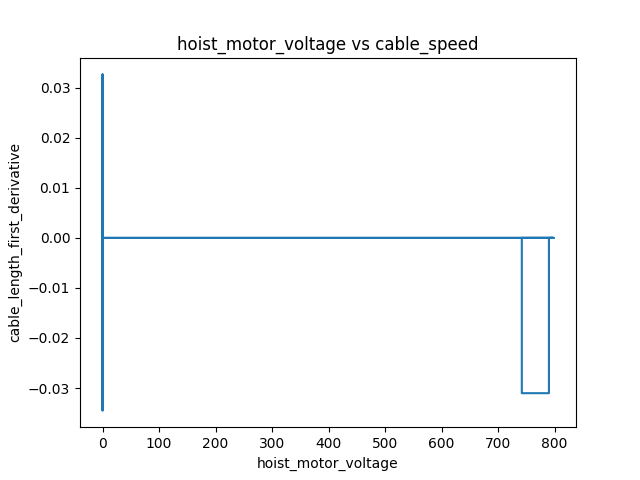 hoist_motor_voltage vs cable_speed
cable_length_first_derivative
0.03
0.02
0.01
0.00
−0.01
−0.02
−0.03
0 100 200 300 400 500 600 700 800
hoist_motor_voltage